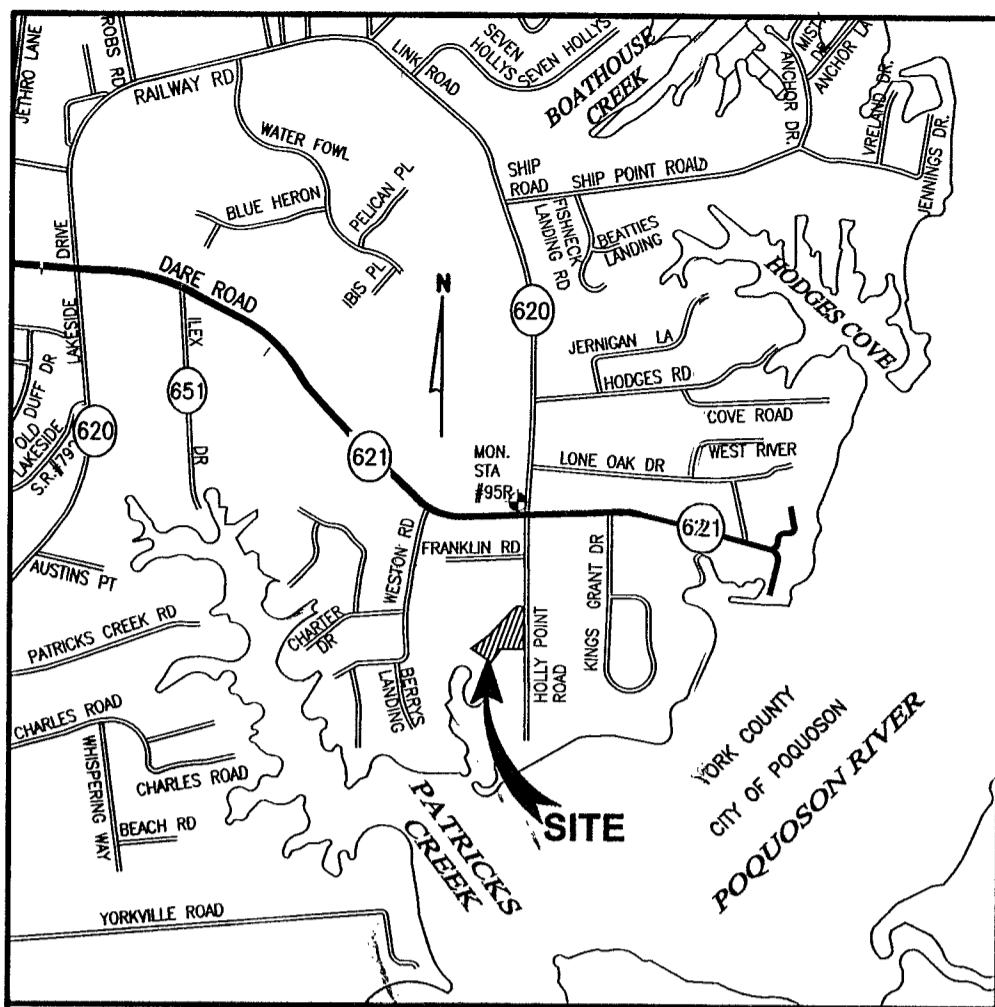 JETHRO LANE
ROBS RD
RAILWAY RD
LINK ROAD
SEVEN
HOLLYS
SEVEN HOLLYS
BOATHOUSE
CREEK
ANCHOR DR.
ANCHOR LA
VRELAND DR.
JENNINGS DR.
WATER FOWL
BLUE HERON
PELICAN PL
IBIS PL
SHIP
ROAD
SHIP POINT ROAD
FISHNECK
LANDING RD
BEATTIES
LANDING
HODGES COVE
LAKESIDE DRIVE
DARE ROAD
N
620
ILEX DR
651
JERNIGAN LA
HODGES RD
COVE ROAD
OLD DUFF DR
LAKESIDE
620
621
MON.
STA
#95R
LONE OAK DR
WEST RIVER
621
FRANKLIN RD
WESTON RD
KINGS GRANT DR
AUSTINS PT
PATRICKS CREEK RD
CHARTER
DR
BERRYS
LANDING
HOLLY POINT
ROAD
CHARLES ROAD
WHISPERING WAY
CHARLES ROAD
BEACH RD
PATRICKS
CREEK
SITE
YORK COUNTY
CITY OF POQUOSON
POQUOSON RIVER
YORKVILLE ROAD